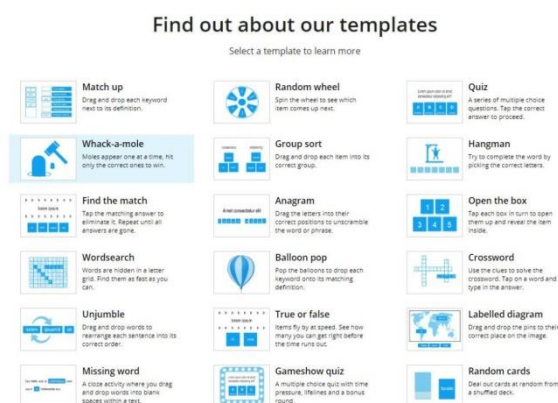 Find out about our templates
Select a template to learn more
Match up
Drag and drop each keyword
next to its definition.
Random wheel
Spin the wheel to see which
item comes up next.
Quiz
A series of multiple choice
questions. Tap the correct
answer to proceed.
Whack-a-mole
Moles appear one at a time, hit
only the correct ones to win.
Group sort
Drag and drop each item into its
correct group.
Hangman
Try to complete the word by
picking the correct letters.
Find the match
Tap the matching answer to
eliminate it. Repeat until all
answers are gone.
Anagram
Drag the letters into their
correct positions to unscramble
the word or phrase.
Open the box
Tap each box in turn to open
them up and reveal the item
inside.
1 2
3 4 5
Wordsearch
Words are hidden in a letter
grid. Find them as fast as you
can.
Balloon pop
Pop the balloons to drop each
keyword onto its matching
definition.
Crossword
Use the clues to solve the
crossword. Tap on a word and
type in the answer.
Unjumble
Drag and drop words to
rearrange each sentence into its
correct order.
True or false
Items fly by at speed. See how
many you can get right before
the time runs out.
Labelled diagram
Drag and drop the pins to their
correct place on the image.
Missing word
A cloze activity where you drag
and drop words into blank
spaces within a text.
Gameshow quiz
A multiple choice quiz with time
pressure, lifelines and a bonus
round.
Random cards
Deal out cards at random from
a shuffled deck.